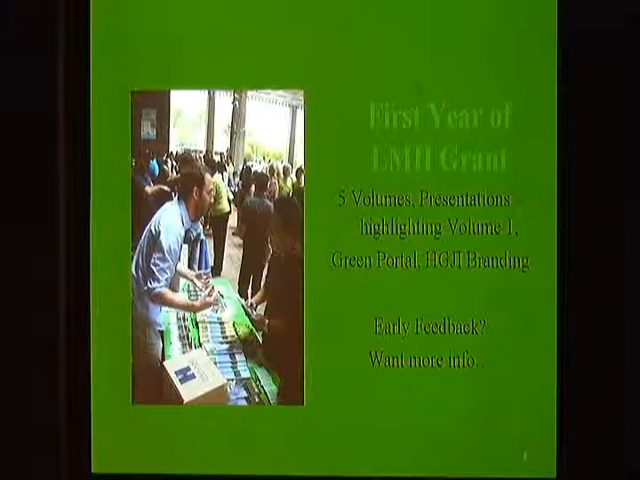 First Year of
EMII Grant
5 Volumes, Presentations
highlighting Volume 1,
Green Portal, HGJI Branding
Early Feedback?
Want more info..